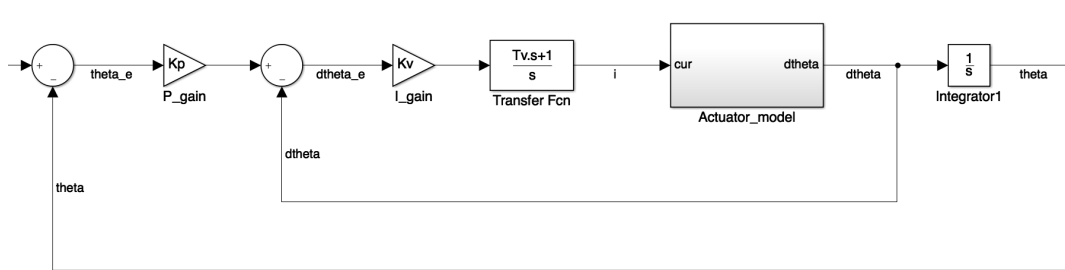 +
−
theta_e
Kp
P_gain
+
−
dtheta_e
Kv
I_gain
Tv.s+1
s
Transfer Fcn
i
cur
dtheta
Actuator_model
dtheta
1
s
Integrator1
theta
dtheta
theta